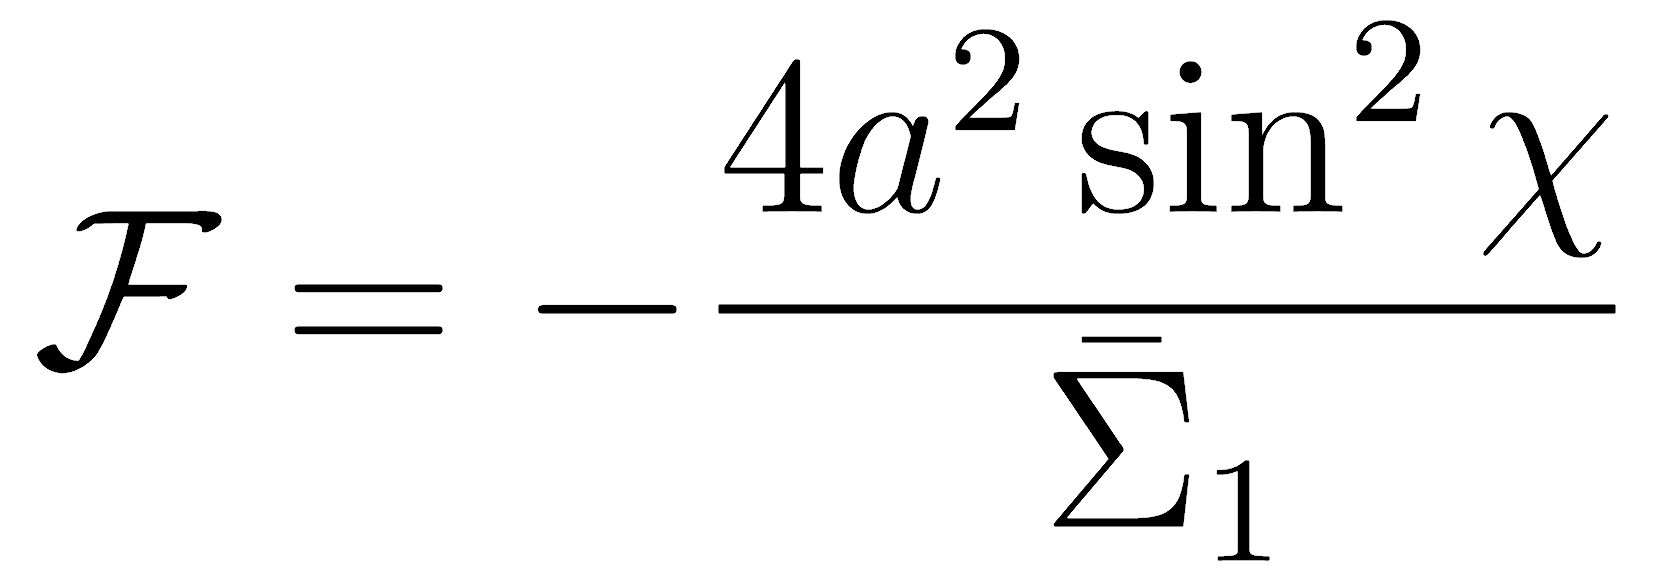 \mathcal{F} = -\frac{4a^2 \sin^2 \chi}{\bar{\Sigma}_1}